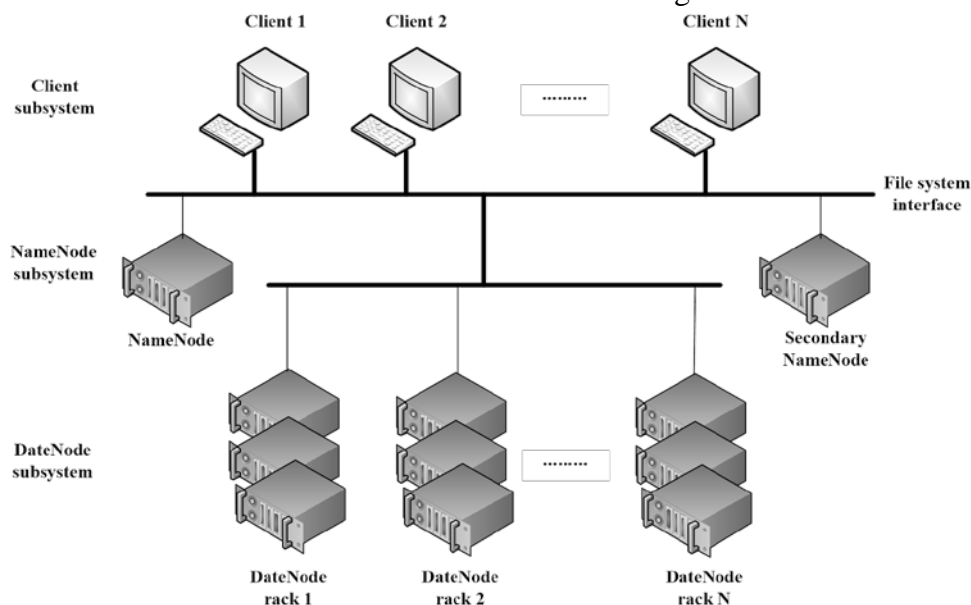 Client 1 Client 2 Client N
Client
subsystem
.........
File system
interface
NameNode
subsystem
NameNode
Secondary
NameNode
DateNode
subsystem
.........
DateNode
rack 1
DateNode
rack 2
DateNode
rack N